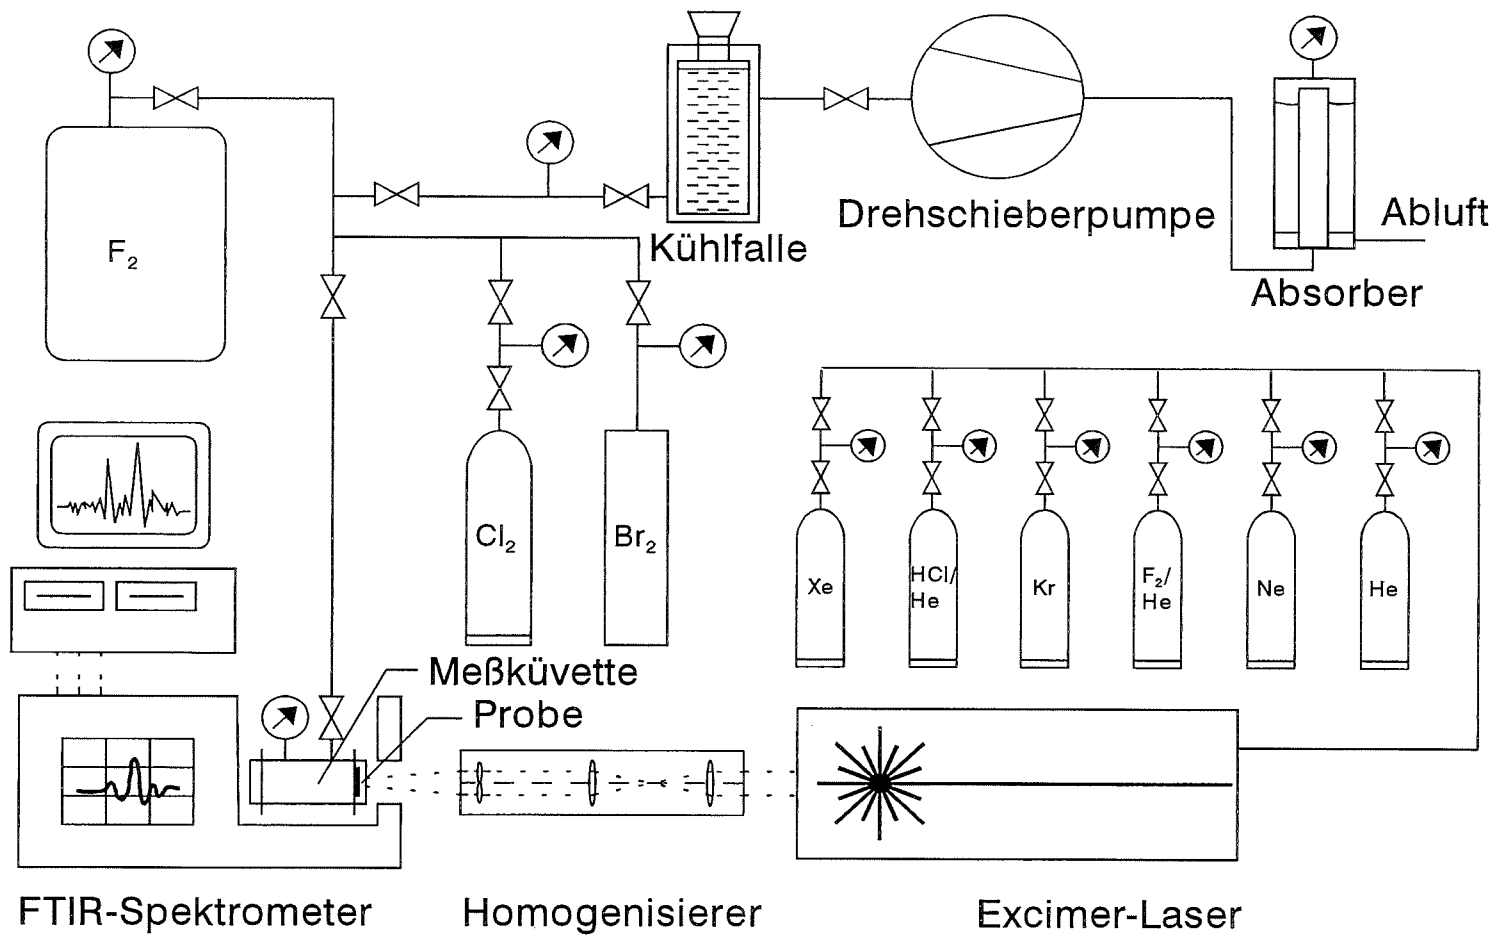 Drehschieberpumpe
Abluft
Kühlfalle
F₂
Absorber
Cl₂
Br₂
Xe
HCl/
He
Kr
F₂/
He
Ne
He
Meßküvette
Probe
FTIR-Spektrometer
Homogenisierer
Excimer-Laser